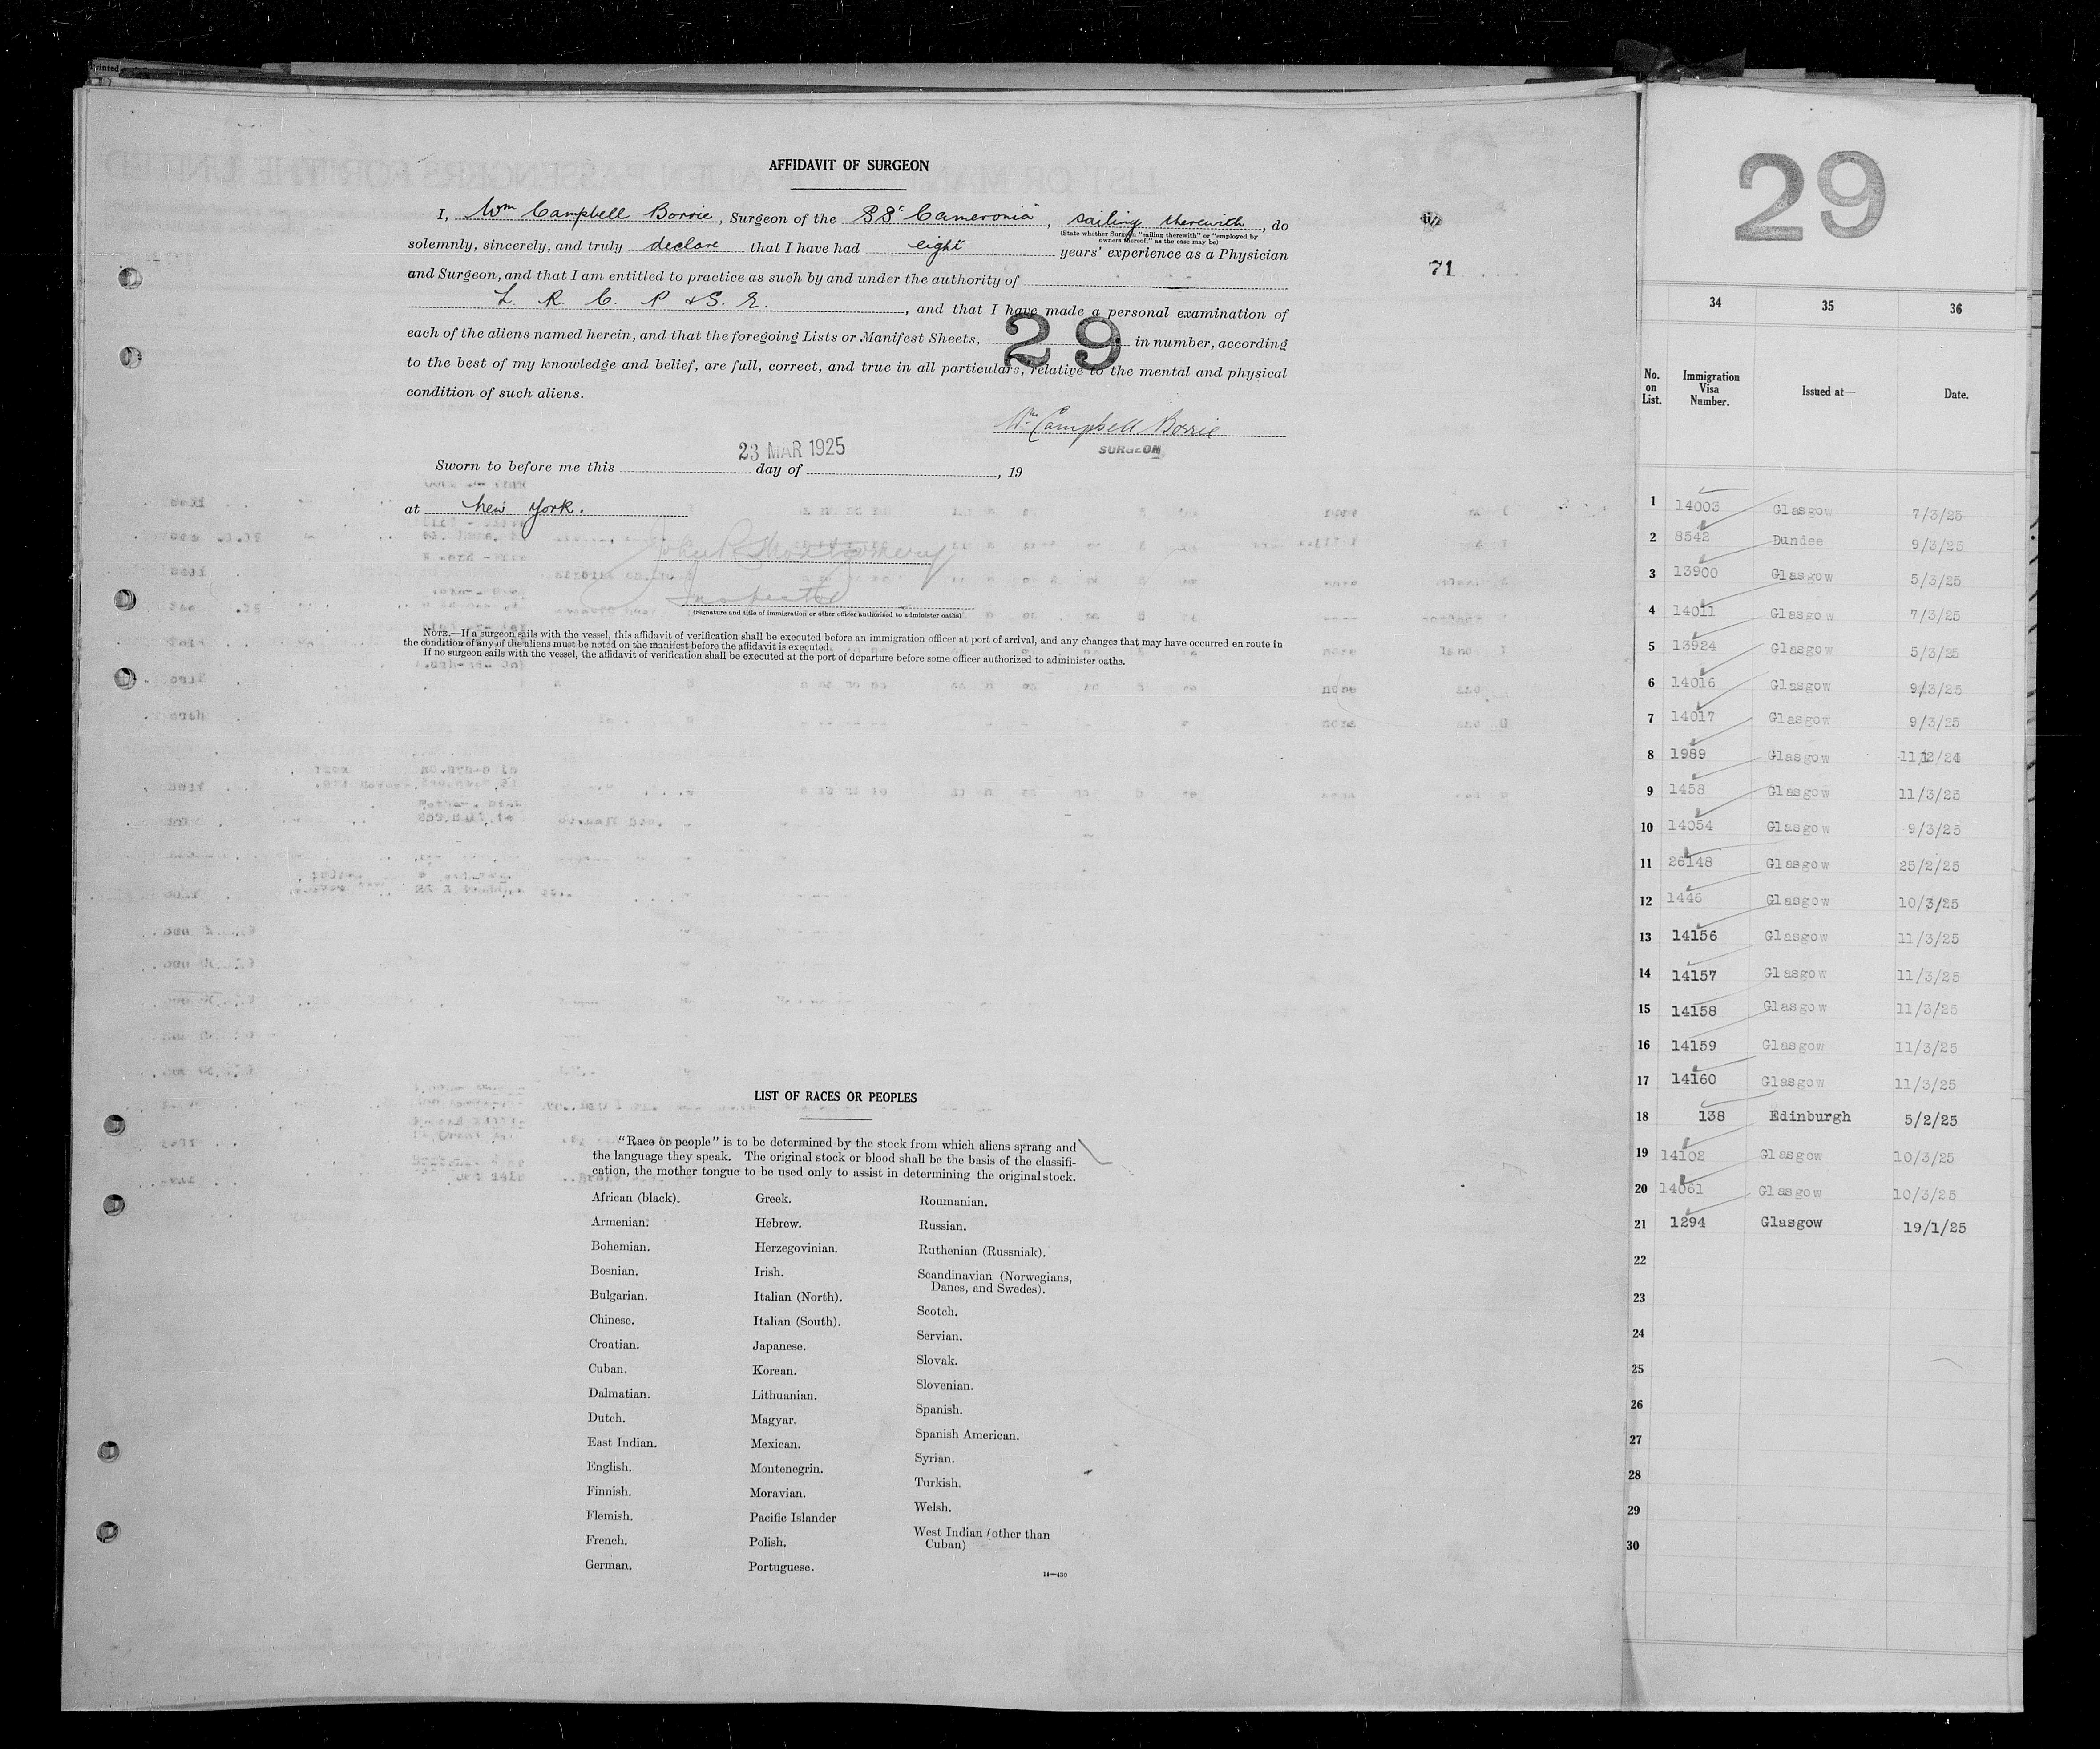 Printed
AFFIDAVIT OF SURGEON
I, Wm Campbell Borrie, Surgeon of the SS "Cameronia", sailing therewith, do
(State whether Surgeon "sailing therewith" or "employed by
owners thereof," as the case may be)
solemnly, sincerely, and truly declare that I have had eight years' experience as a Physician
and Surgeon, and that I am entitled to practice as such by and under the authority of
L. R. C. P & S. E., and that I have made a personal examination of
each of the aliens named herein, and that the foregoing Lists or Manifest Sheets, 29 in number, according
to the best of my knowledge and belief, are full, correct, and true in all particulars, relative to the mental and physical
condition of such aliens.
Wm Campbell Borrie
SURGEON
23 MAR 1925
Sworn to before me this day of , 19
at New York.
John R Montgomery
Inspector
(Signature and title of immigration or other officer authorized to administer oaths)
NOTE.—If a surgeon sails with the vessel, this affidavit of verification shall be executed before an immigration officer at port of arrival, and any changes that may have occurred en route in
the condition of any of the aliens must be noted on the manifest before the affidavit is executed.
If no surgeon sails with the vessel, the affidavit of verification shall be executed at the port of departure before some officer authorized to administer oaths.
71
LIST OF RACES OR PEOPLES
"Race or people" is to be determined by the stock from which aliens sprang and
the language they speak. The original stock or blood shall be the basis of the classifi-
cation, the mother tongue to be used only to assist in determining the original stock.
African (black).
Armenian.
Bohemian.
Bosnian.
Bulgarian.
Chinese.
Croatian.
Cuban.
Dalmatian.
Dutch.
East Indian.
English.
Finnish.
Flemish.
French.
German.
Greek.
Hebrew.
Herzegovinian.
Irish.
Italian (North).
Italian (South).
Japanese.
Korean.
Lithuanian.
Magyar.
Mexican.
Montenegrin.
Moravian.
Pacific Islander
Polish.
Portuguese.
Roumanian.
Russian.
Ruthenian (Russniak).
Scandinavian (Norwegians,
Danes, and Swedes).
Scotch.
Servian.
Slovak.
Slovenian.
Spanish.
Spanish American.
Syrian.
Turkish.
Welsh.
West Indian (other than
Cuban)
14—430
29
34 35 36
No. on List. Immigration Visa Number. Issued at— Date.
1 14003 Glasgow 7/3/25
2 8542 Dundee 9/3/25
3 13900 Glasgow 5/3/25
4 14011 Glasgow 7/3/25
5 13924 Glasgow 5/3/25
6 14016 Glasgow 9/3/25
7 14017 Glasgow 9/3/25
8 1989 Glasgow 11/12/24
9 1458 Glasgow 11/3/25
10 14054 Glasgow 9/3/25
11 26148 Glasgow 25/2/25
12 1446 Glasgow 10/3/25
13 14156 Glasgow 11/3/25
14 14157 Glasgow 11/3/25
15 14158 Glasgow 11/3/25
16 14159 Glasgow 11/3/25
17 14160 Glasgow 11/3/25
18 138 Edinburgh 5/2/25
19 14102 Glasgow 10/3/25
20 14061 Glasgow 10/3/25
21 1294 Glasgow 19/1/25
22
23
24
25
26
27
28
29
30